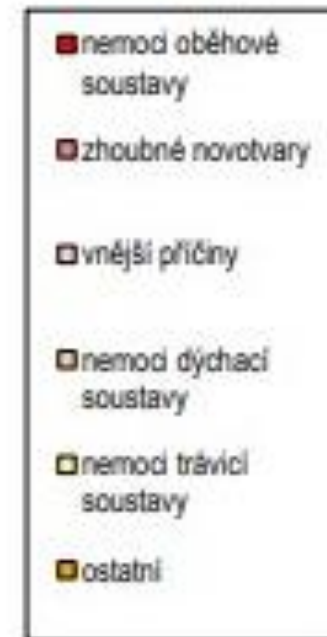 nemoci oběhové
soustavy
zhoubné novotvary
vnější příčiny
nemoci dýchací
soustavy
nemoci trávicí
soustavy
ostatní